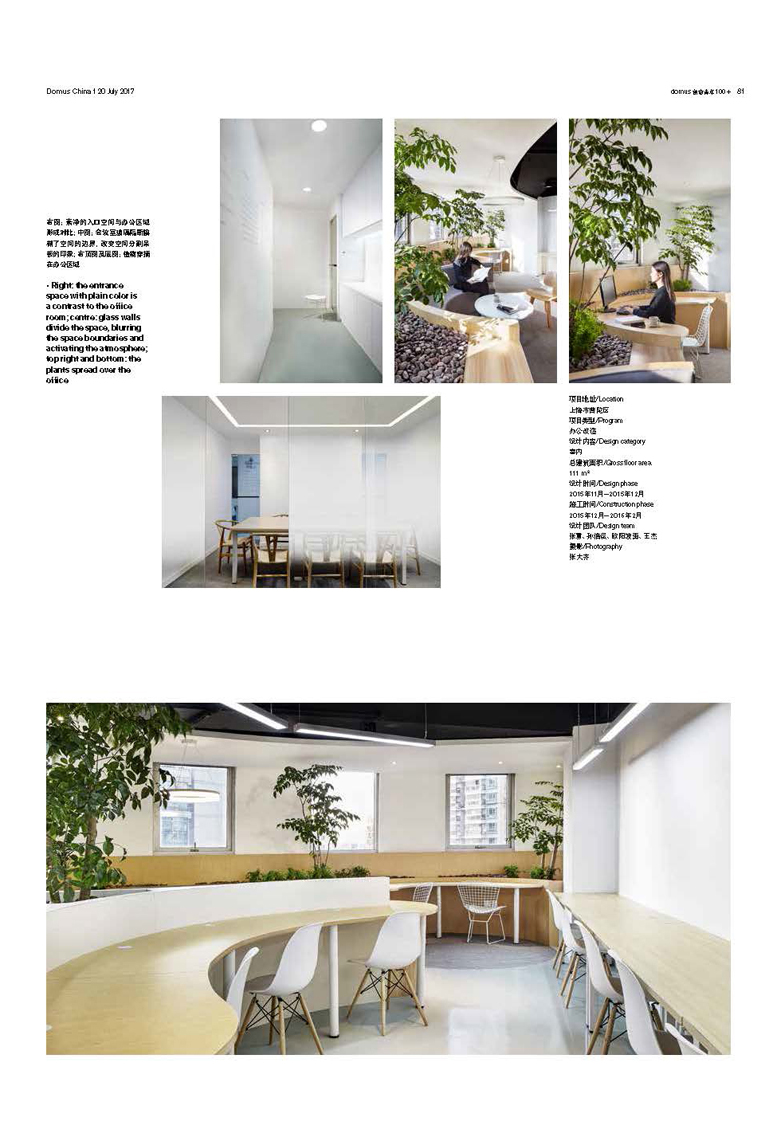 Domus China 120 July 2017
domus 100+ 81
右图：素净的入口空间与办公区域
形成对比；中图：会议室玻璃隔断模
糊了空间的边界，改变空间分割呆
板的印象；右顶图及底图：植物穿插
在办公区域
• Right: the entrance
space with plain color is
a contrast to the office
room; centre: glass walls
divide the space, blurring
the space boundaries and
activating the atmosphere;
top right and bottom: the
plants spread over the
office
项目地址/Location
上海市普陀区
项目类型/Program
办公改造
设计内容/Design category
室内
总建筑面积/Gross floor area
111 m²
设计时间/Design phase
2015年11月—2015年12月
施工时间/Construction phase
2015年12月—2016年2月
设计团队/Design team
王杰
摄影/Photography
张大齐